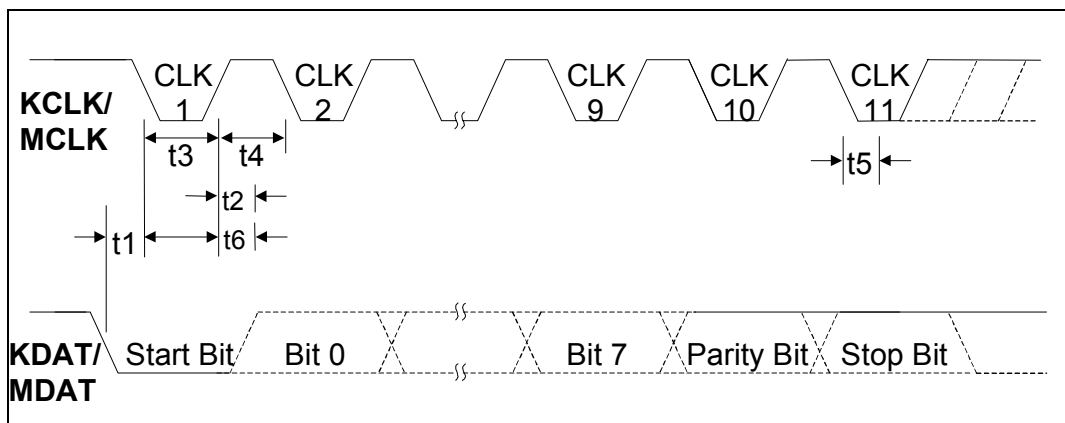 CLK CLK CLK CLK CLK
1 2 9 10 11
KCLK/
MCLK
t3 t4 t5
t2
t1 t6
KDAT/ Start Bit Bit 0 Bit 7 Parity Bit Stop Bit
MDAT